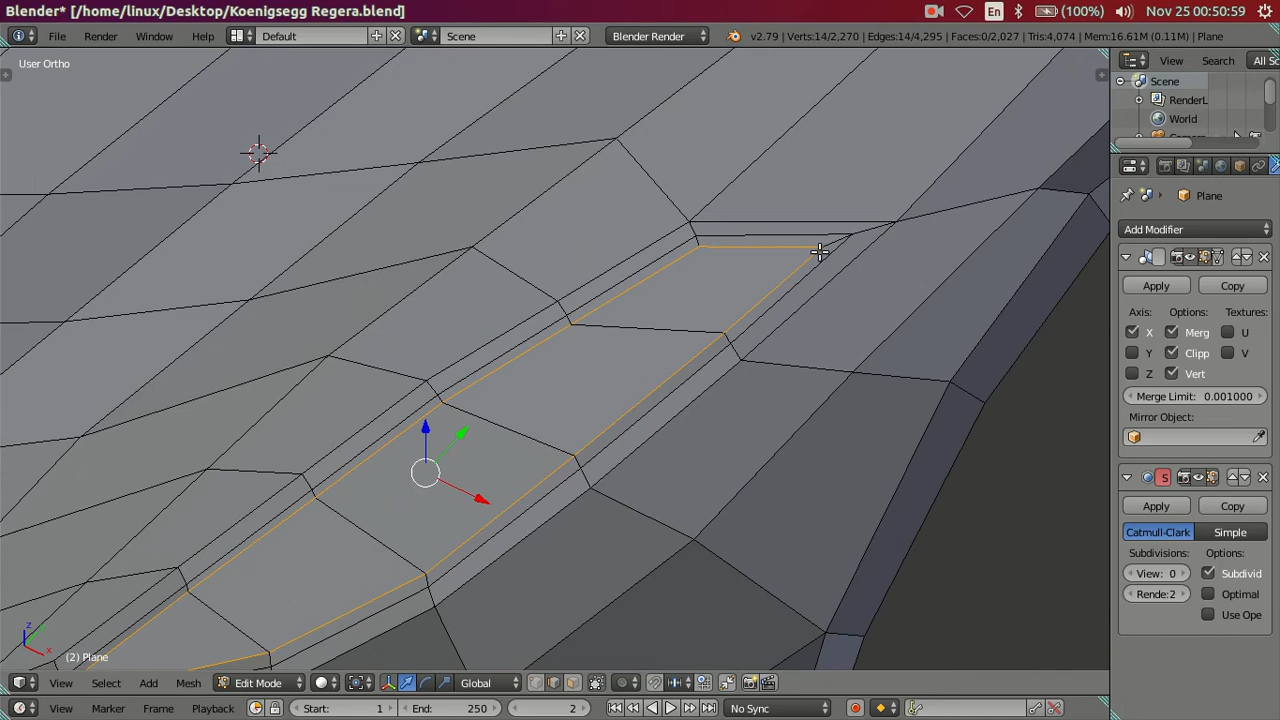 Blender* [/home/linux/Desktop/Koenigsegg Regera.blend]
En (100%) Nov 25 00:50:59
File Render Window Help Default Scene Blender Render v2.79 | Verts:14/2,270 | Edges:14/4,295 | Faces:0/2,027 | Tris:4,074 | Mem:16.61M (0.11M) | Plane
User Ortho
View Search All Sc
Scene
RenderL
World
Plane
Add Modifier
Apply Copy
Axis: Options: Textures:
X Merg U
Y Clipp V
Z Vert
Merge Limit: 0.001000
Mirror Object:
S
Apply Copy
Catmull-Clark Simple
Subdivisions: Options:
View: 0 Subdivid
Rende:2 Optimal
Use Ope
z
x
(2) Plane
View Select Add Mesh Edit Mode Global
View Marker Frame Playback Start: 1 End: 250 2 No Sync